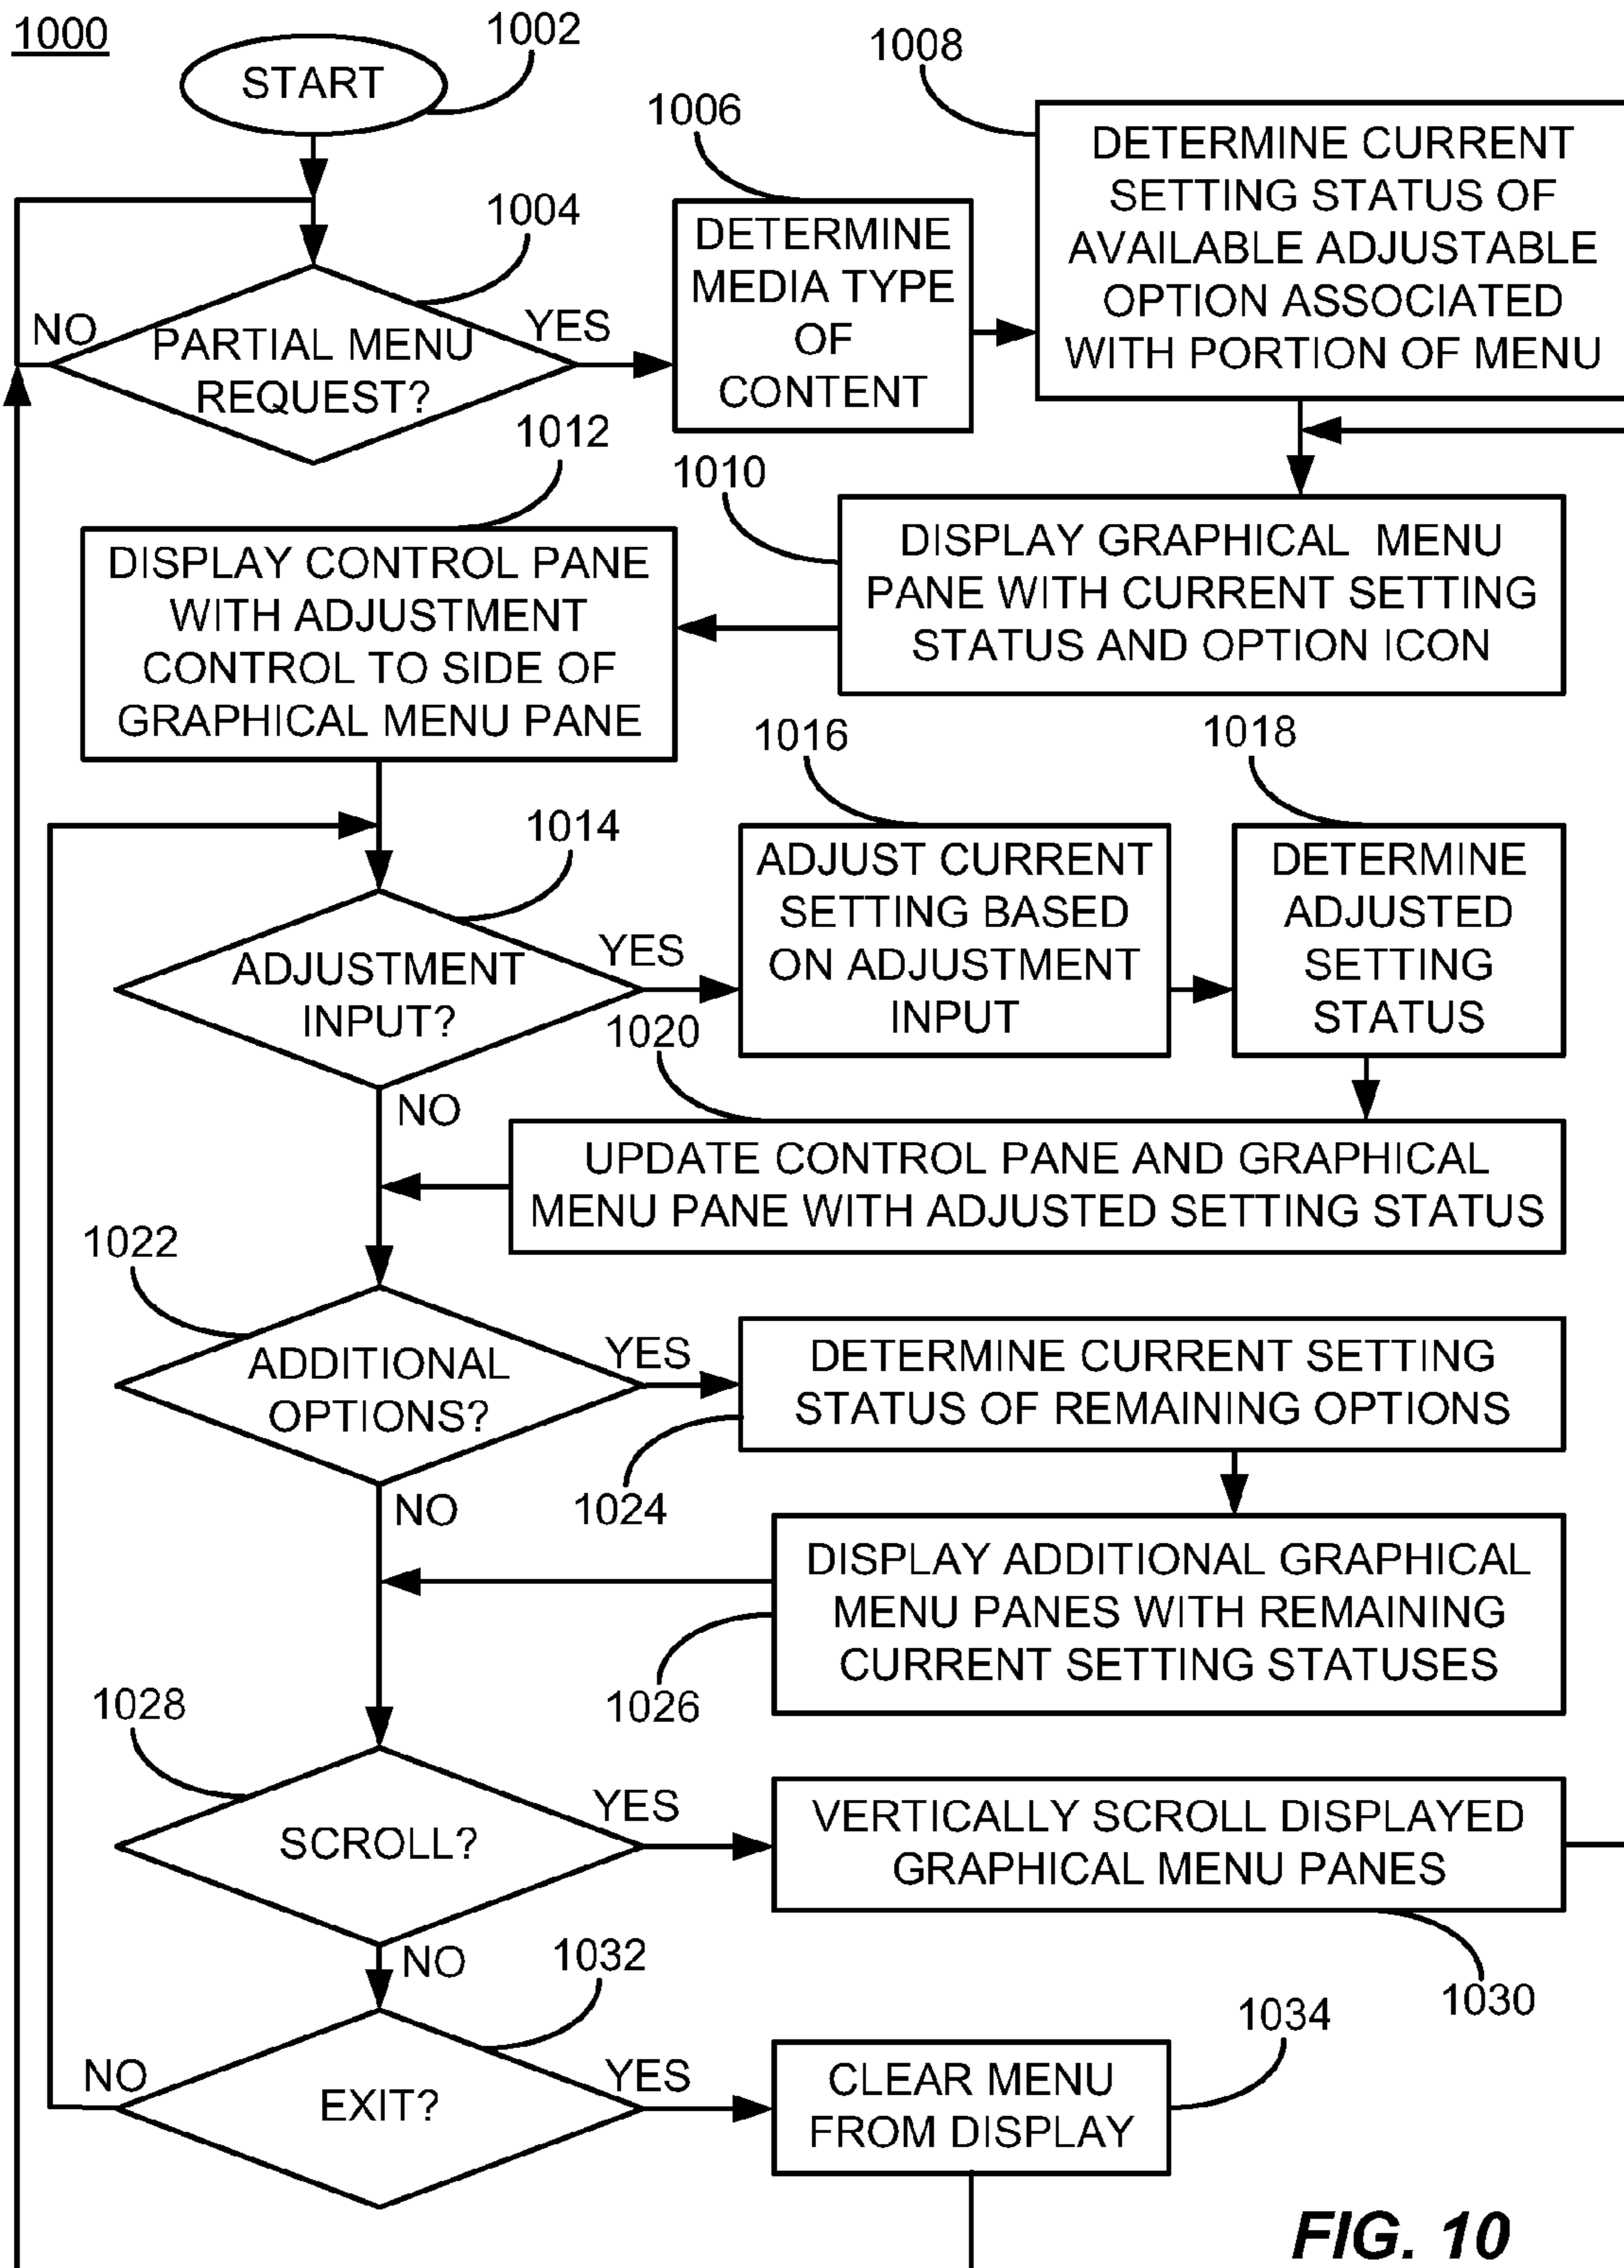 1000
START
1002
1004
PARTIAL MENU
REQUEST?
NO
YES
1006
DETERMINE
MEDIA TYPE
OF
CONTENT
1008
DETERMINE CURRENT
SETTING STATUS OF
AVAILABLE ADJUSTABLE
OPTION ASSOCIATED
WITH PORTION OF MENU
1010
DISPLAY GRAPHICAL MENU
PANE WITH CURRENT SETTING
STATUS AND OPTION ICON
1012
DISPLAY CONTROL PANE
WITH ADJUSTMENT
CONTROL TO SIDE OF
GRAPHICAL MENU PANE
1014
ADJUSTMENT
INPUT?
YES
NO
1016
ADJUST CURRENT
SETTING BASED
ON ADJUSTMENT
INPUT
1018
DETERMINE
ADJUSTED
SETTING
STATUS
1020
UPDATE CONTROL PANE AND GRAPHICAL
MENU PANE WITH ADJUSTED SETTING STATUS
1022
ADDITIONAL
OPTIONS?
YES
NO
DETERMINE CURRENT SETTING
STATUS OF REMAINING OPTIONS
1024
DISPLAY ADDITIONAL GRAPHICAL
MENU PANES WITH REMAINING
CURRENT SETTING STATUSES
1026
1028
SCROLL?
YES
NO
VERTICALLY SCROLL DISPLAYED
GRAPHICAL MENU PANES
1030
1032
EXIT?
NO
YES
1034
CLEAR MENU
FROM DISPLAY
FIG. 10